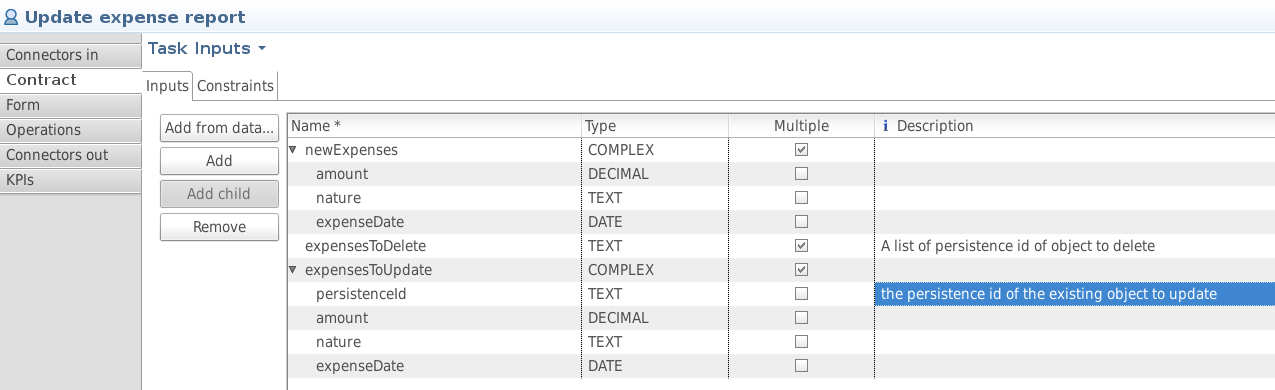 Update expense report
Connectors in
Contract
Form
Operations
Connectors out
KPIs
Task Inputs
Inputs Constraints
Add from data...
Add
Add child
Remove
Name * Type Multiple i Description
newExpenses COMPLEX
amount DECIMAL
nature TEXT
expenseDate DATE
expensesToDelete TEXT A list of persistence id of object to delete
expensesToUpdate COMPLEX
persistenceId TEXT the persistence id of the existing object to update
amount DECIMAL
nature TEXT
expenseDate DATE